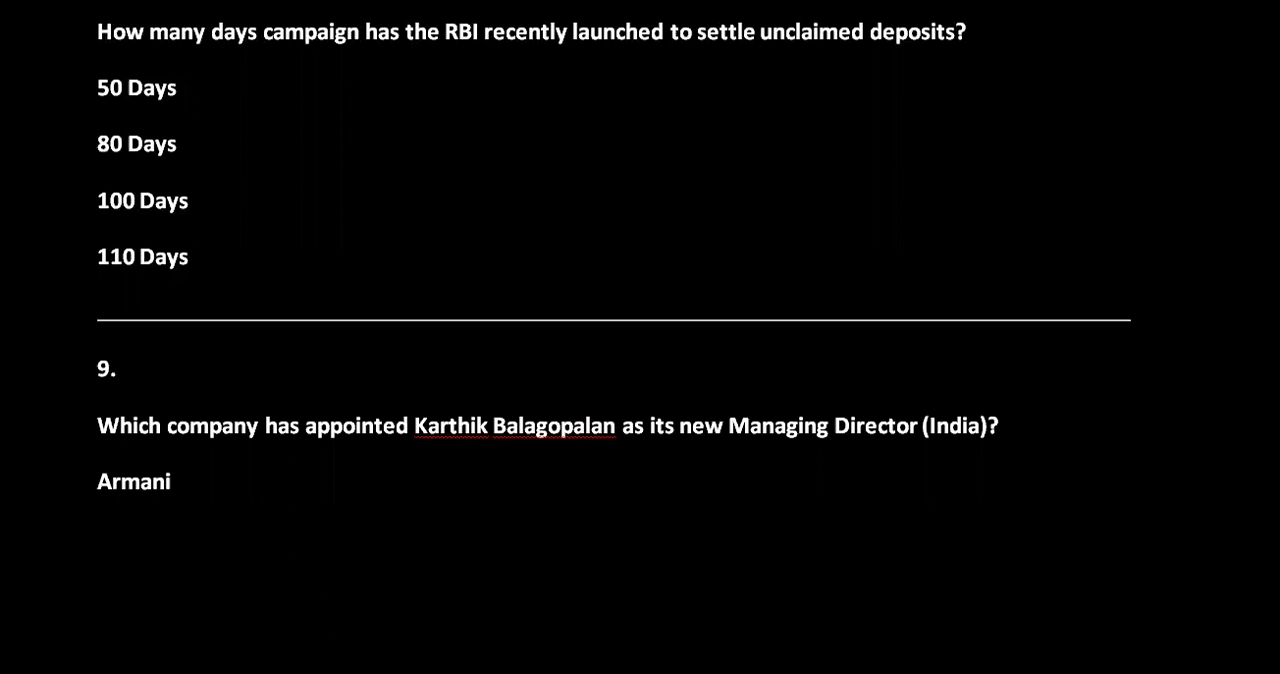 How many days campaign has the RBI recently launched to settle unclaimed deposits?
50 Days
80 Days
100 Days
110 Days
9.
Which company has appointed Karthik Balagopalan as its new Managing Director (India)?
Armani